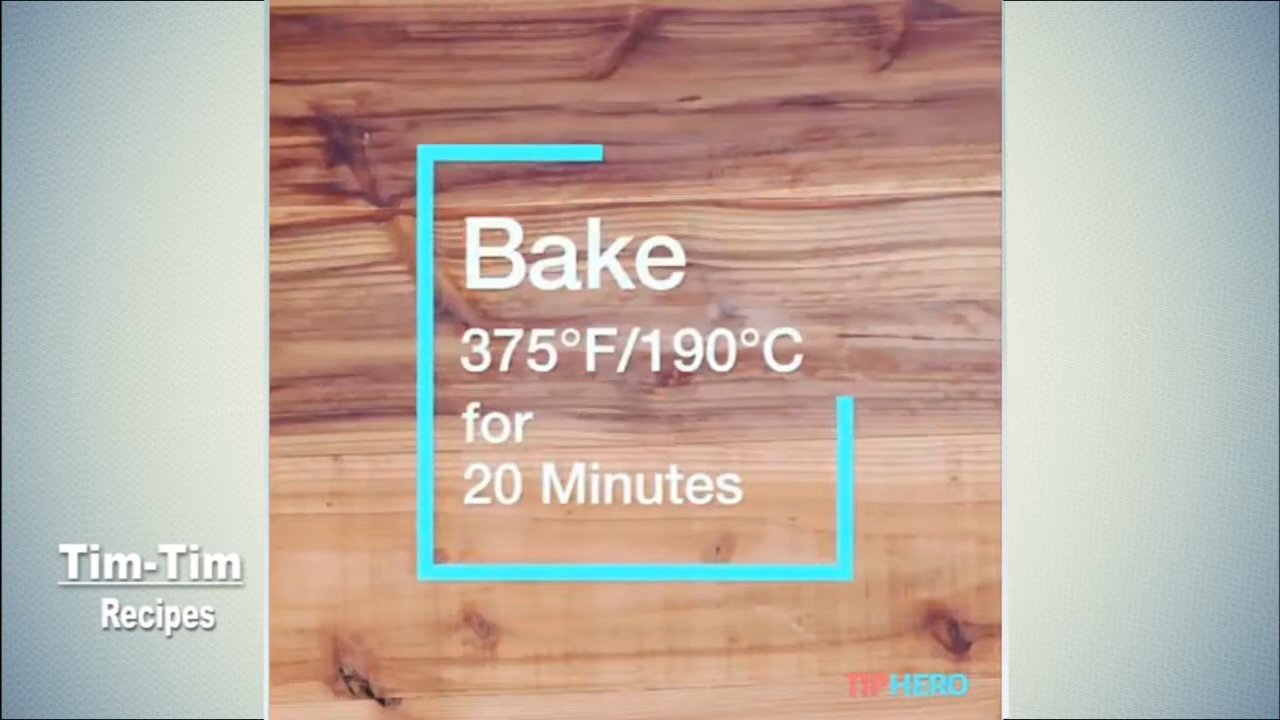 Bake
375°F/190°C
for
20 Minutes
Tim-Tim
Recipes
TIPHERO